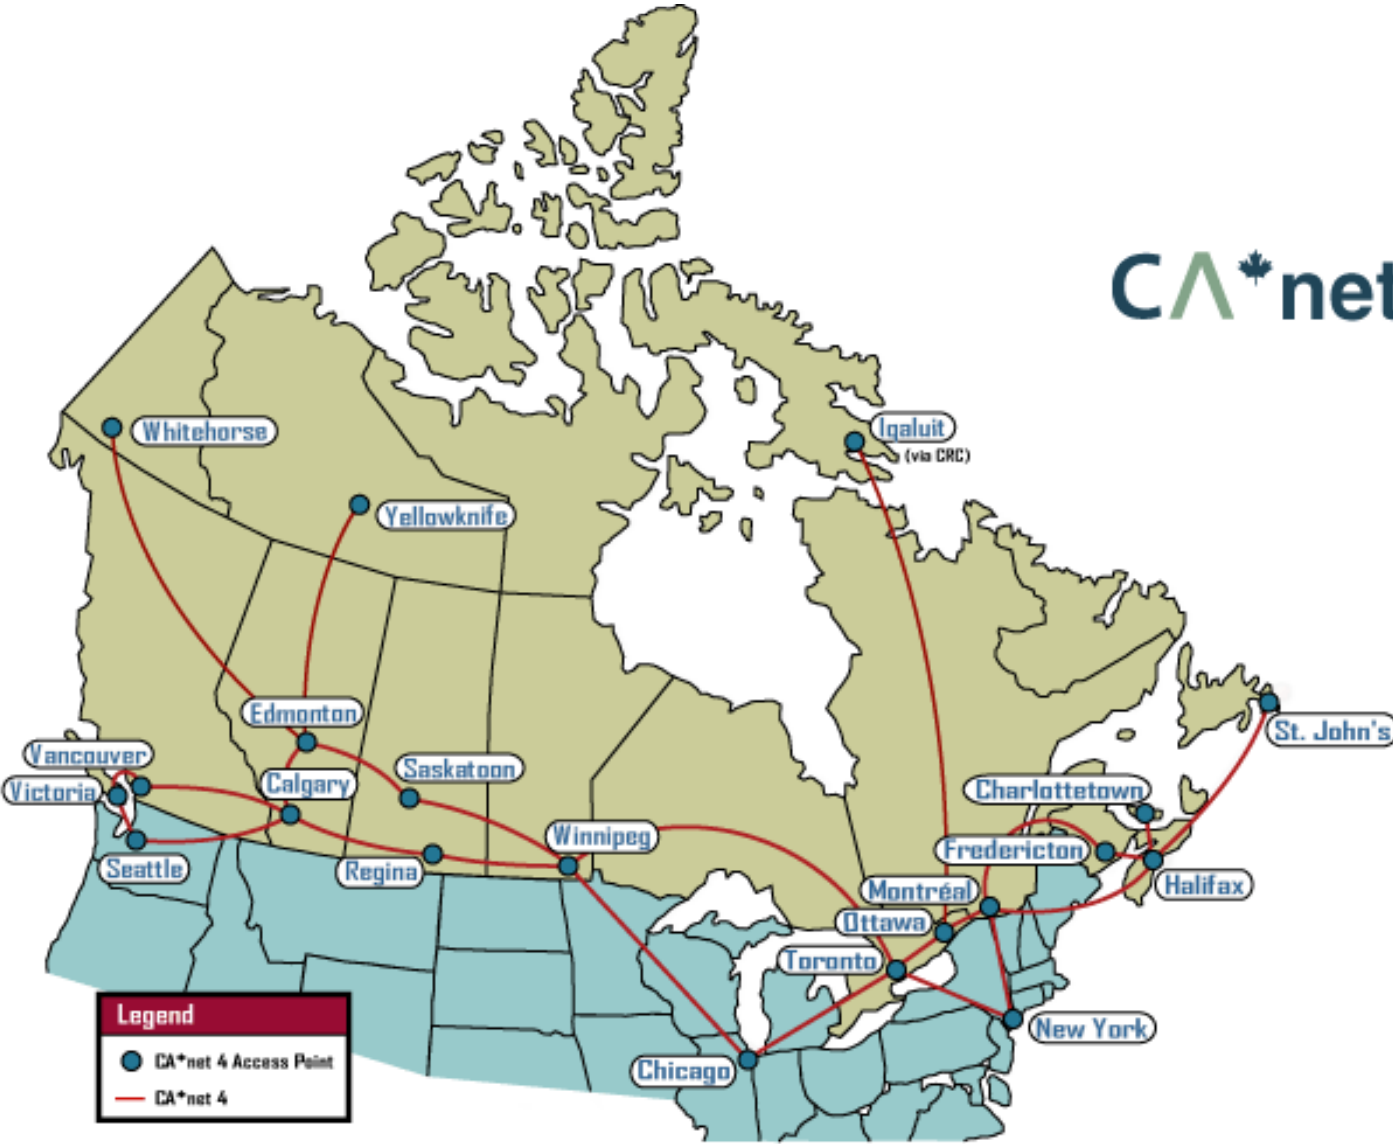 CA*net
Whitehorse
Iqaluit
(via CRC)
Yellowknife
Edmonton
St. John's
Vancouver
Saskatoon
Calgary
Victoria
Charlottetown
Winnipeg
Fredericton
Seattle
Regina
Halifax
Montréal
Ottawa
Toronto
Legend
New York
CA*net 4 Access Point
Chicago
CA*net 4